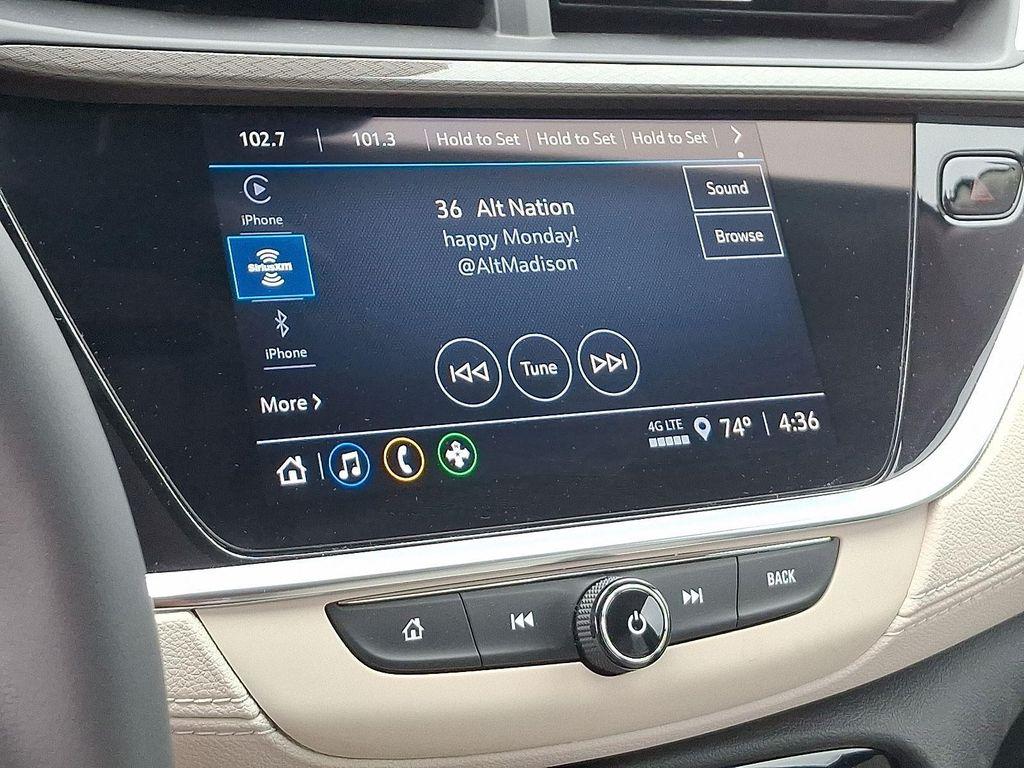 102.7 101.3 Hold to Set Hold to Set Hold to Set
iPhone
SiriusXM
iPhone
More
36 Alt Nation
happy Monday!
@AltMadison
Sound
Browse
Tune
4G LTE 74° 4:36
BACK